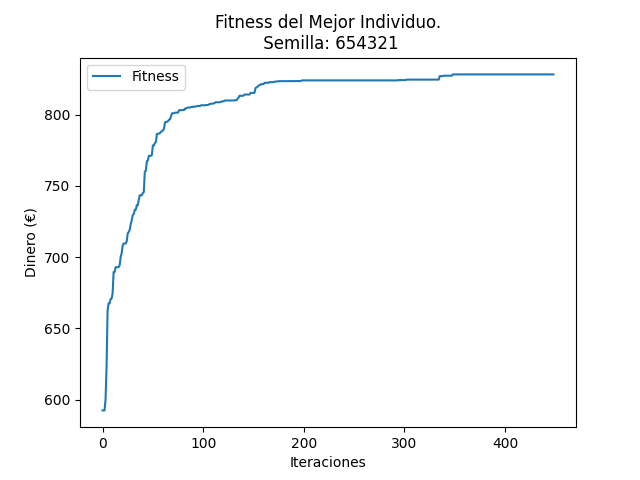 Fitness del Mejor Individuo.
Semilla: 654321
Fitness
Dinero (€)
800
750
700
650
600
0 100 200 300 400
Iteraciones